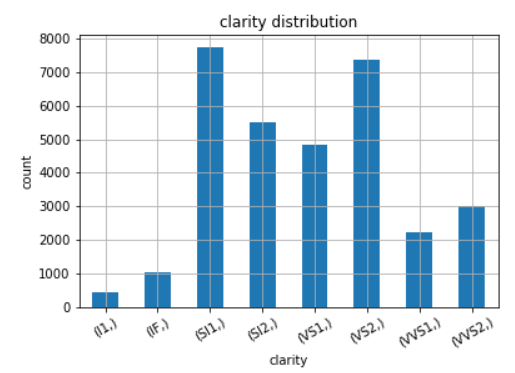 clarity distribution
8000
7000
6000
5000
4000
3000
2000
1000
0
count
(I1,)
(IF,)
(SI1,)
(SI2,)
(VS1,)
(VS2,)
(VVS1,)
(VVS2,)
clarity